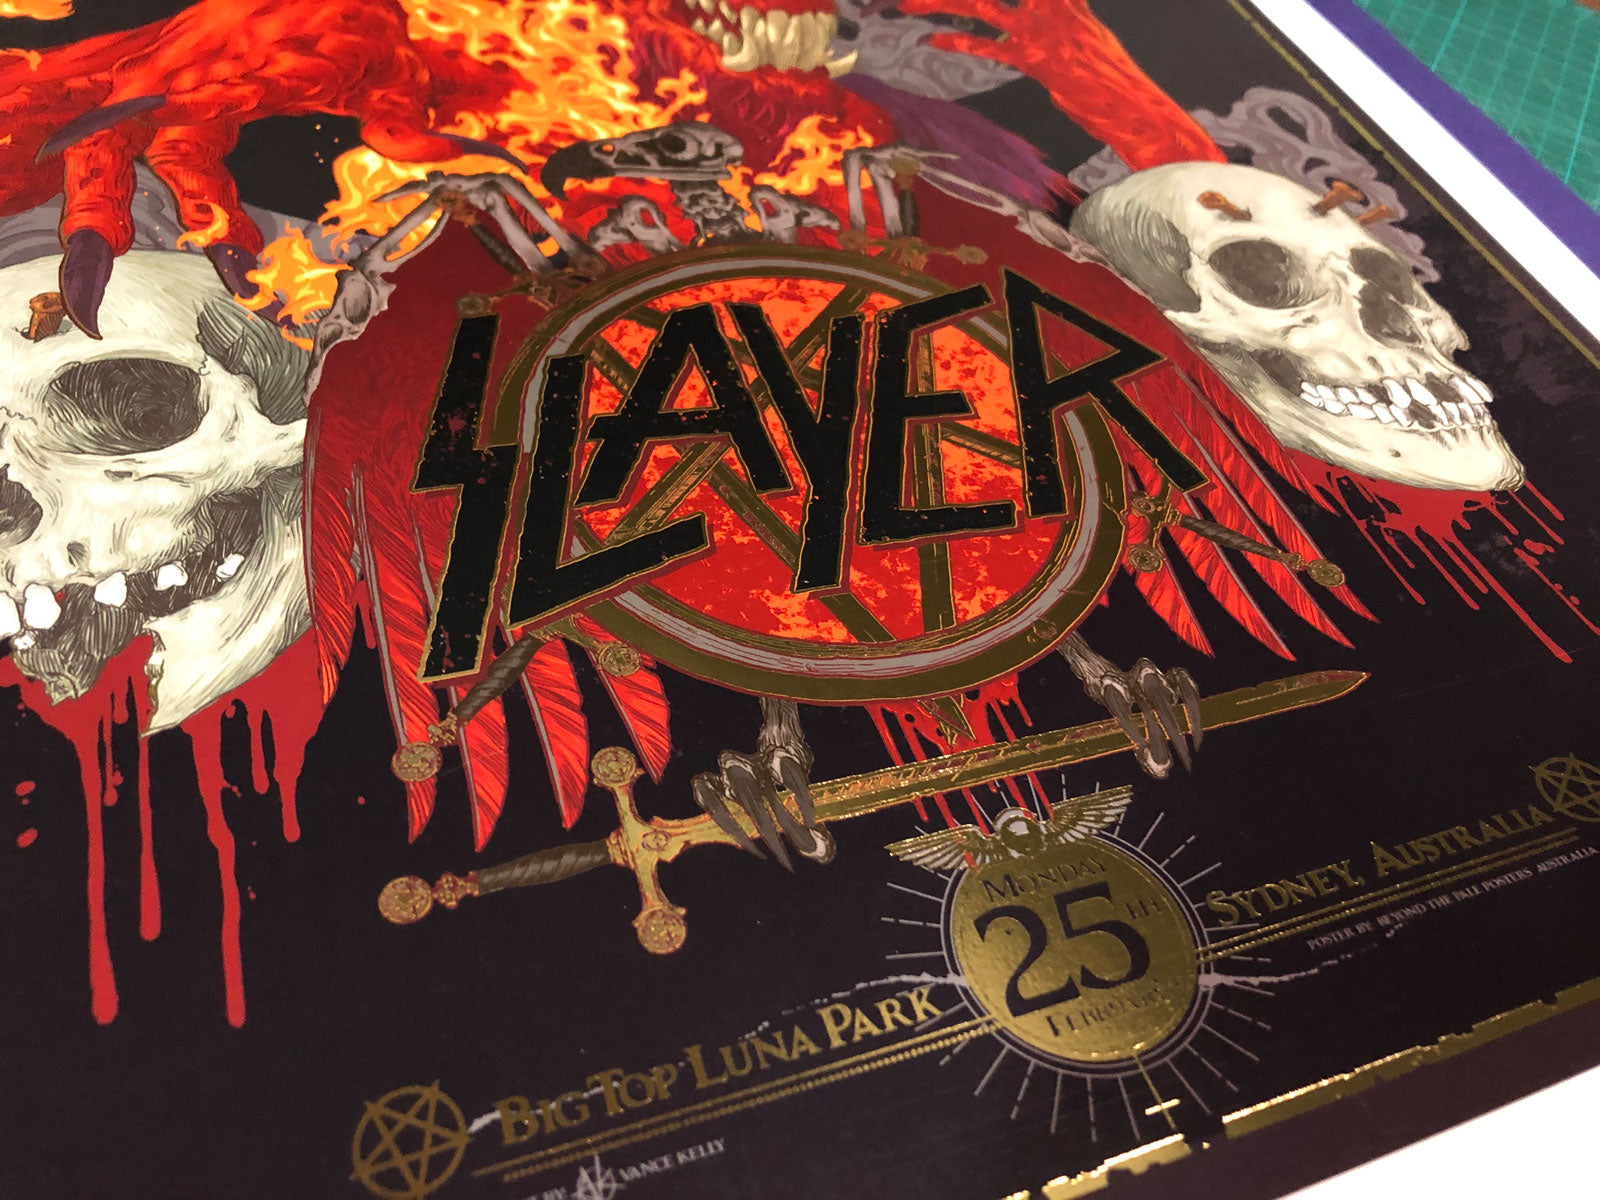 SLAYER
MONDAY
25TH
FEBRUARY
SYDNEY, AUSTRALIA
POSTER BY: BEYOND THE PALE POSTERS AUSTRALIA
BIG TOP LUNA PARK
BY: VANCE KELLY